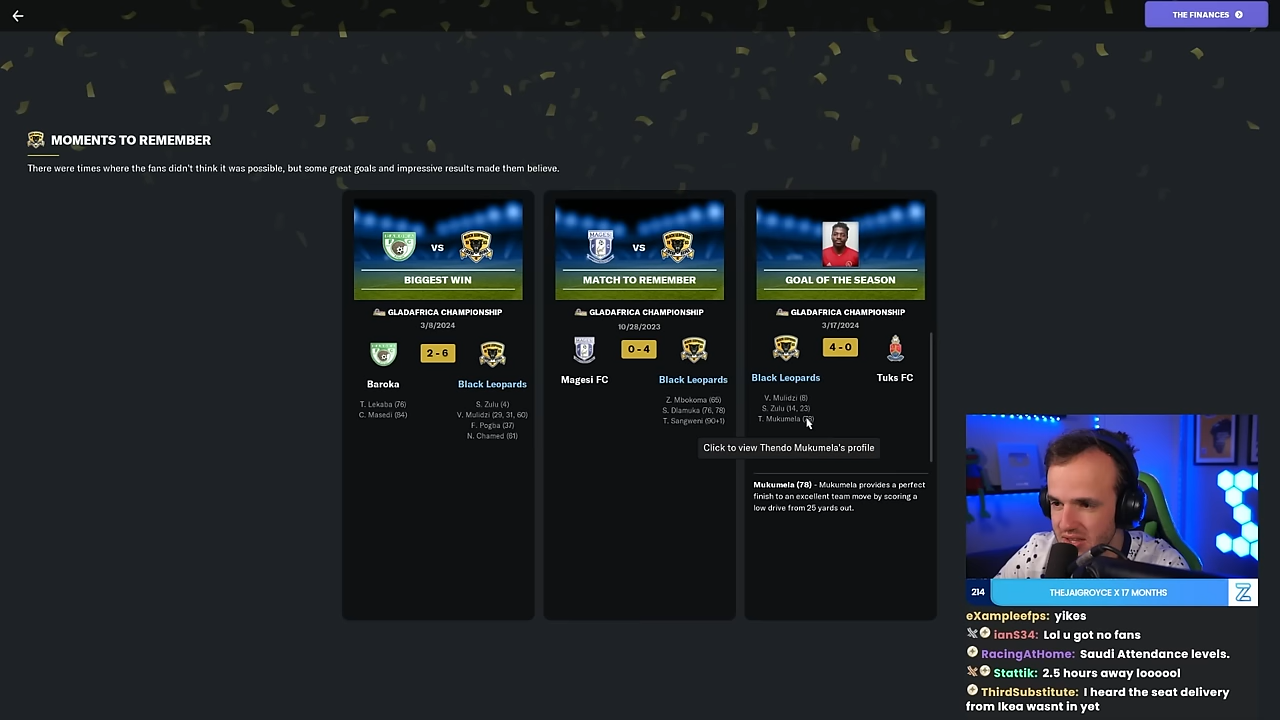 THE FINANCES
MOMENTS TO REMEMBER
There were times where the fans didn't think it was possible, but some great goals and impressive results made them believe.
VS
BIGGEST WIN
GLADAFRICA CHAMPIONSHIP
3/8/2024
2 - 6
Baroka
Black Leopards
T. Lekaba (76)
C. Masedi (84)
S. Zulu (4)
V. Mulidzi (29, 31, 60)
F. Pogba (37)
N. Chamed (61)
VS
MATCH TO REMEMBER
GLADAFRICA CHAMPIONSHIP
10/28/2023
0 - 4
Magesi FC
Black Leopards
Z. Mbokoma (65)
S. Dlamuka (76, 78)
T. Sangweni (90+1)
GOAL OF THE SEASON
GLADAFRICA CHAMPIONSHIP
3/17/2024
4 - 0
Black Leopards
Tuks FC
V. Mulidzi (8)
S. Zulu (14, 23)
T. Mukumela
Click to view Thendo Mukumela's profile
Mukumela (78) - Mukumela provides a perfect
finish to an excellent team move by scoring a
low drive from 25 yards out.
214
THEJAIGROYCE X 17 MONTHS
eXampleefps: yikes
ianS34: Lol u got no fans
RacingAtHome: Saudi Attendance levels.
Stattik: 2.5 hours away loooool
ThirdSubstitute: I heard the seat delivery
from Ikea wasnt in yet